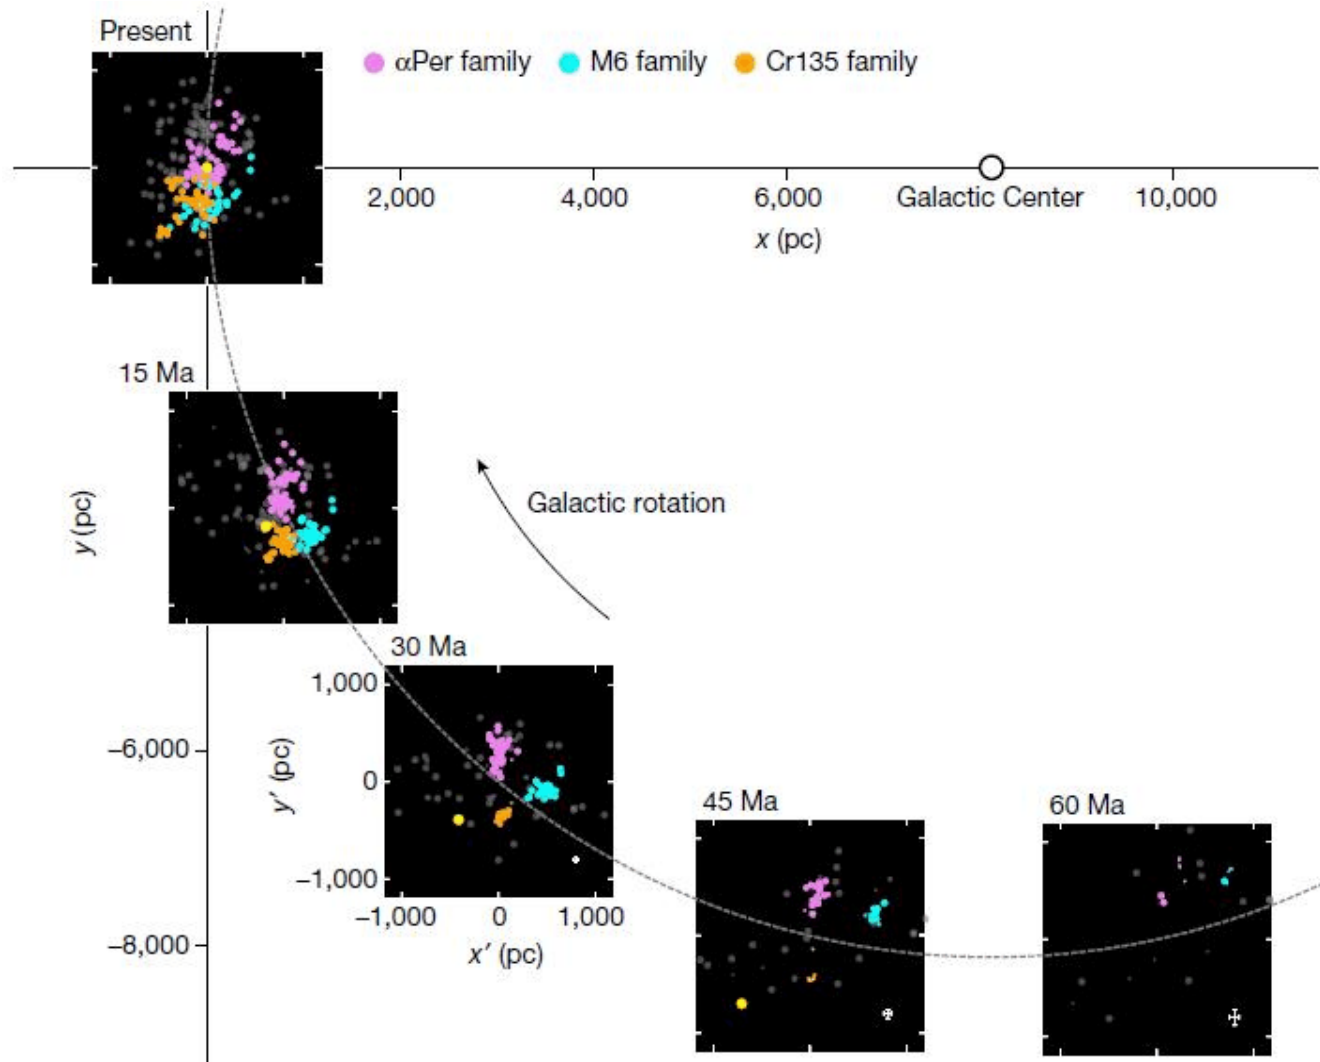 Present
αPer family M6 family Cr135 family
2,000 4,000 6,000 Galactic Center 10,000
x (pc)
15 Ma
y (pc)
Galactic rotation
30 Ma
1,000
0
−1,000
y′ (pc)
−1,000 0 1,000
x′ (pc)
−6,000
−8,000
45 Ma
60 Ma